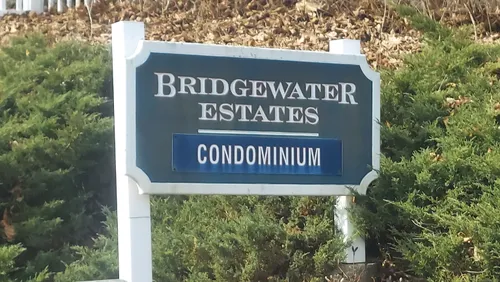 BRIDGEWATER
ESTATES
CONDOMINIUM